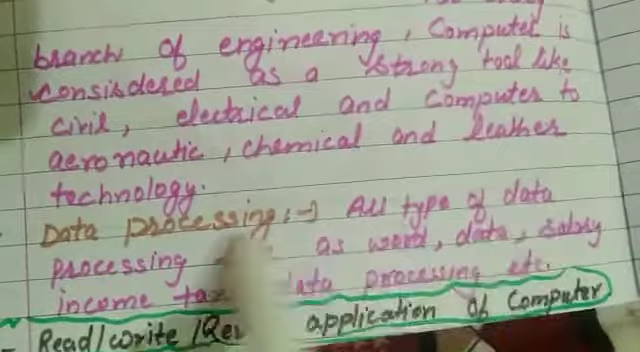 branch of engineering, Computer is
consisdered as a strong tool like
civil, electrical and computer to
aeronautic, chemical and leather
technology.
Data processing :-) All type of data
processing as word, data, salary
income tax data processing etc.
Read/write application of Computer